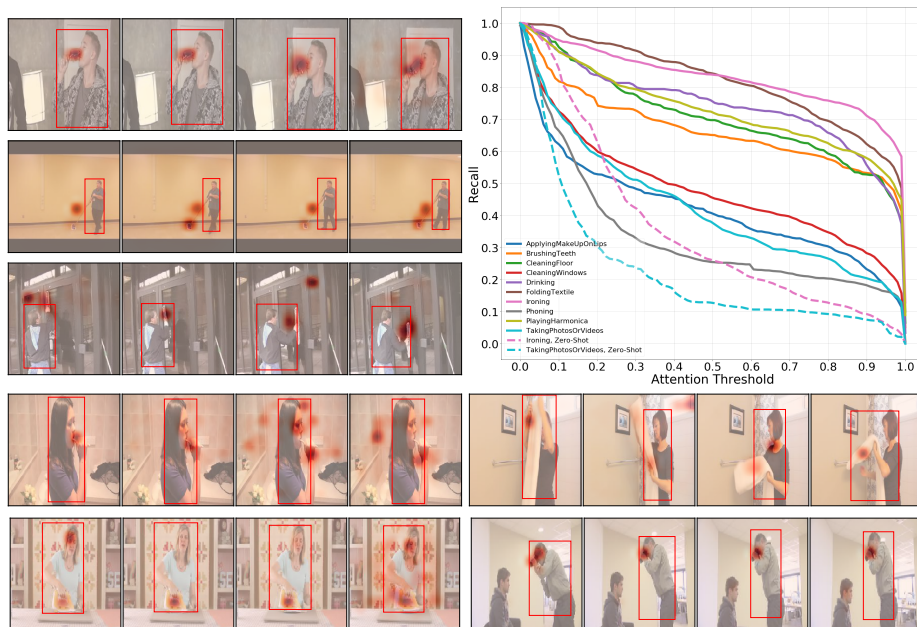 1.0
0.9
0.8
0.7
0.6
0.5
0.4
0.3
0.2
0.1
0.0
Recall
ApplyingMakeUpOnLips
BrushingTeeth
CleaningFloor
CleaningWindows
Drinking
FoldingTextile
Ironing
Phoning
PlayingHarmonica
TakingPhotosOrVideos
Ironing, Zero-Shot
TakingPhotosOrVideos, Zero-Shot
0.0 0.1 0.2 0.3 0.4 0.5 0.6 0.7 0.8 0.9 1.0
Attention Threshold